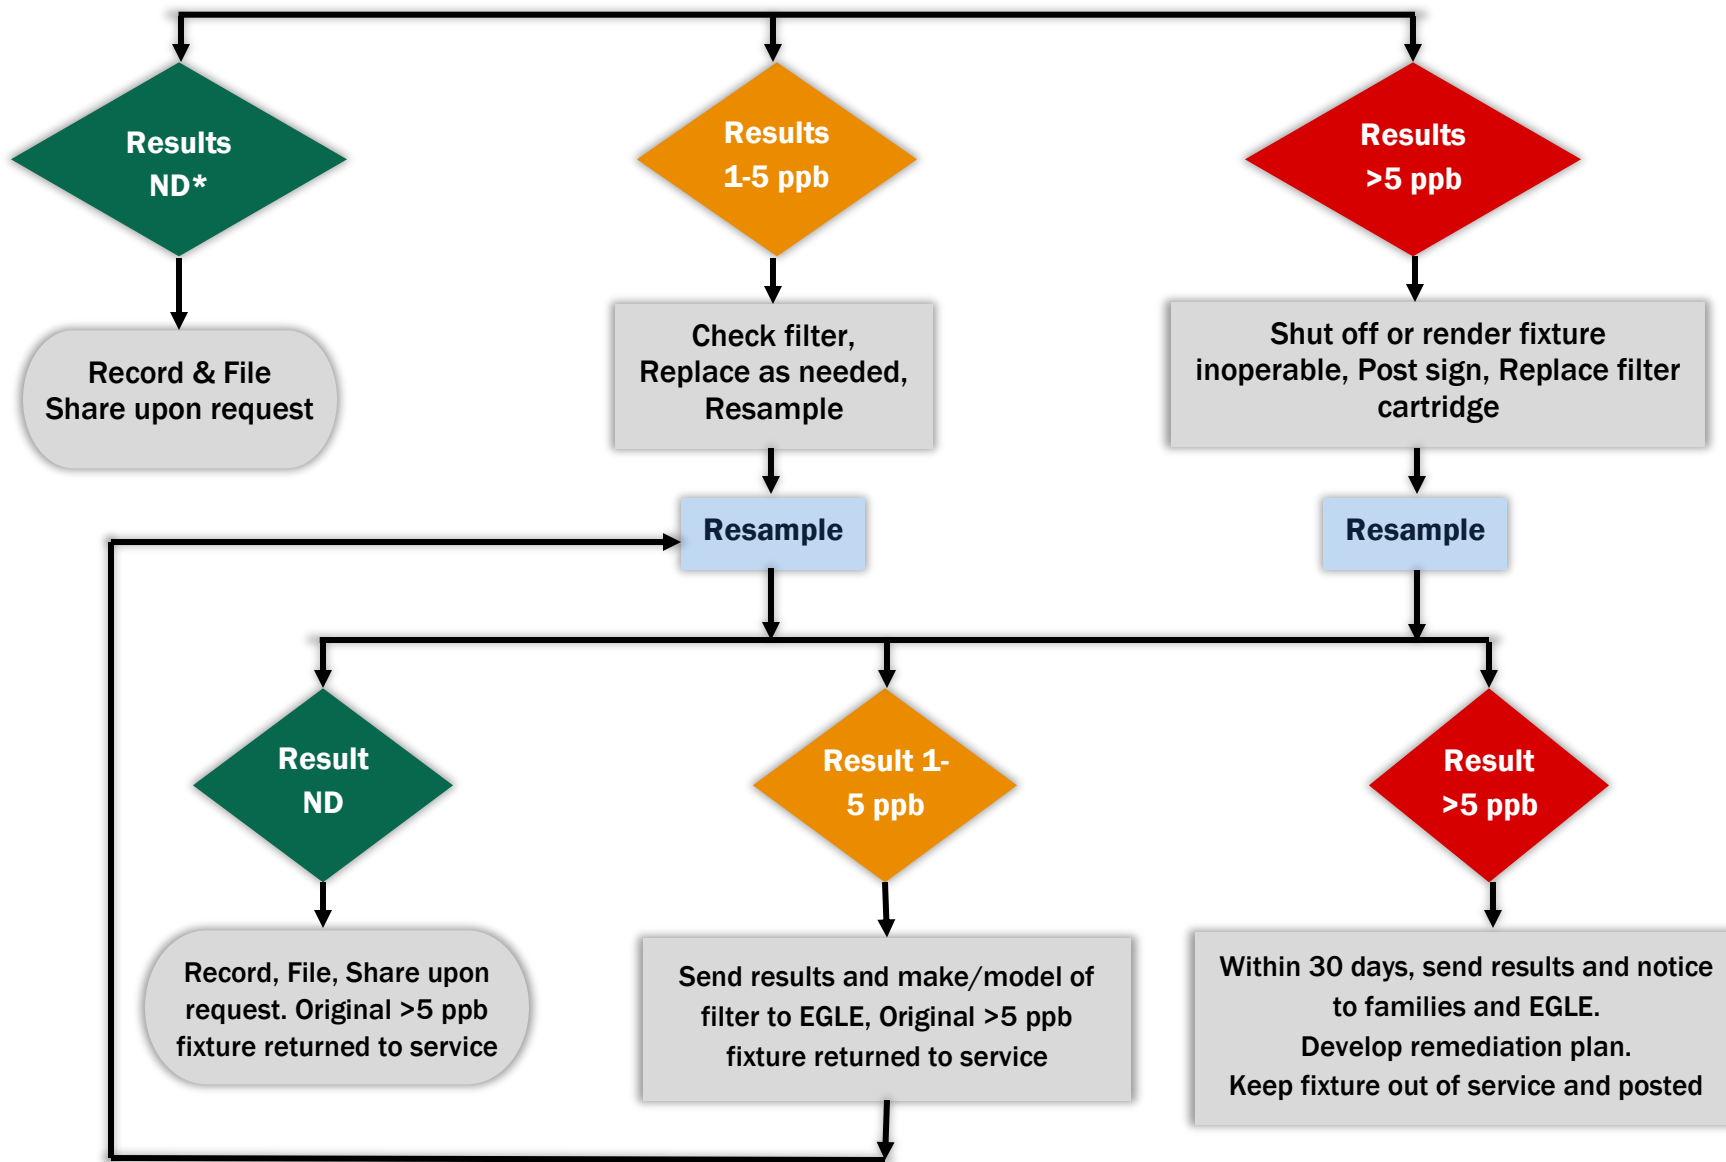 Results
ND*
Results
1-5 ppb
Results
>5 ppb
Record & File
Share upon request
Check filter,
Replace as needed,
Resample
Shut off or render fixture
inoperable, Post sign, Replace filter
cartridge
Resample
Resample
Result
ND
Result 1-
5 ppb
Result
>5 ppb
Record, File, Share upon
request. Original >5 ppb
fixture returned to service
Send results and make/model of
filter to EGLE, Original >5 ppb
fixture returned to service
Within 30 days, send results and notice
to families and EGLE.
Develop remediation plan.
Keep fixture out of service and posted